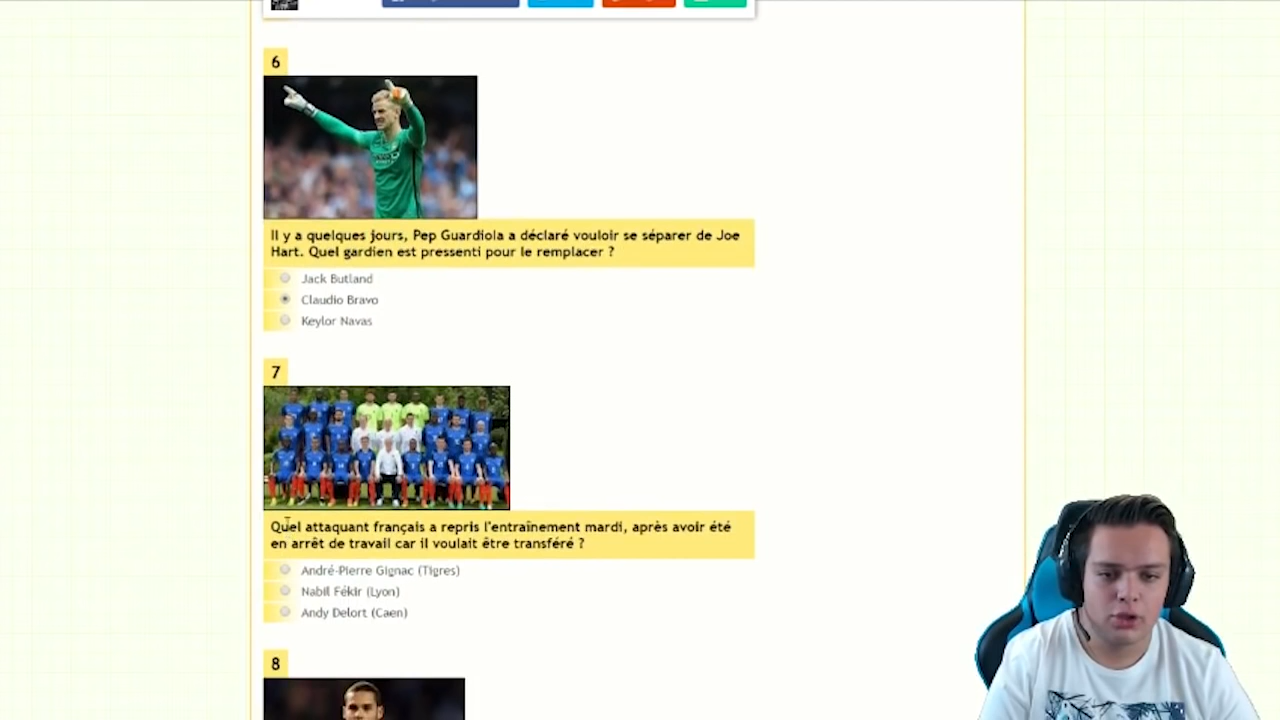 6
Il y a quelques jours, Pep Guardiola a déclaré vouloir se séparer de Joe
Hart. Quel gardien est pressenti pour le remplacer ?
Jack Butland
Claudio Bravo
Keylor Navas
7
Quel attaquant français a repris l'entraînement mardi, après avoir été
en arrêt de travail car il voulait être transféré ?
André-Pierre Gignac (Tigres)
Nabil Fékir (Lyon)
Andy Delort (Caen)
8